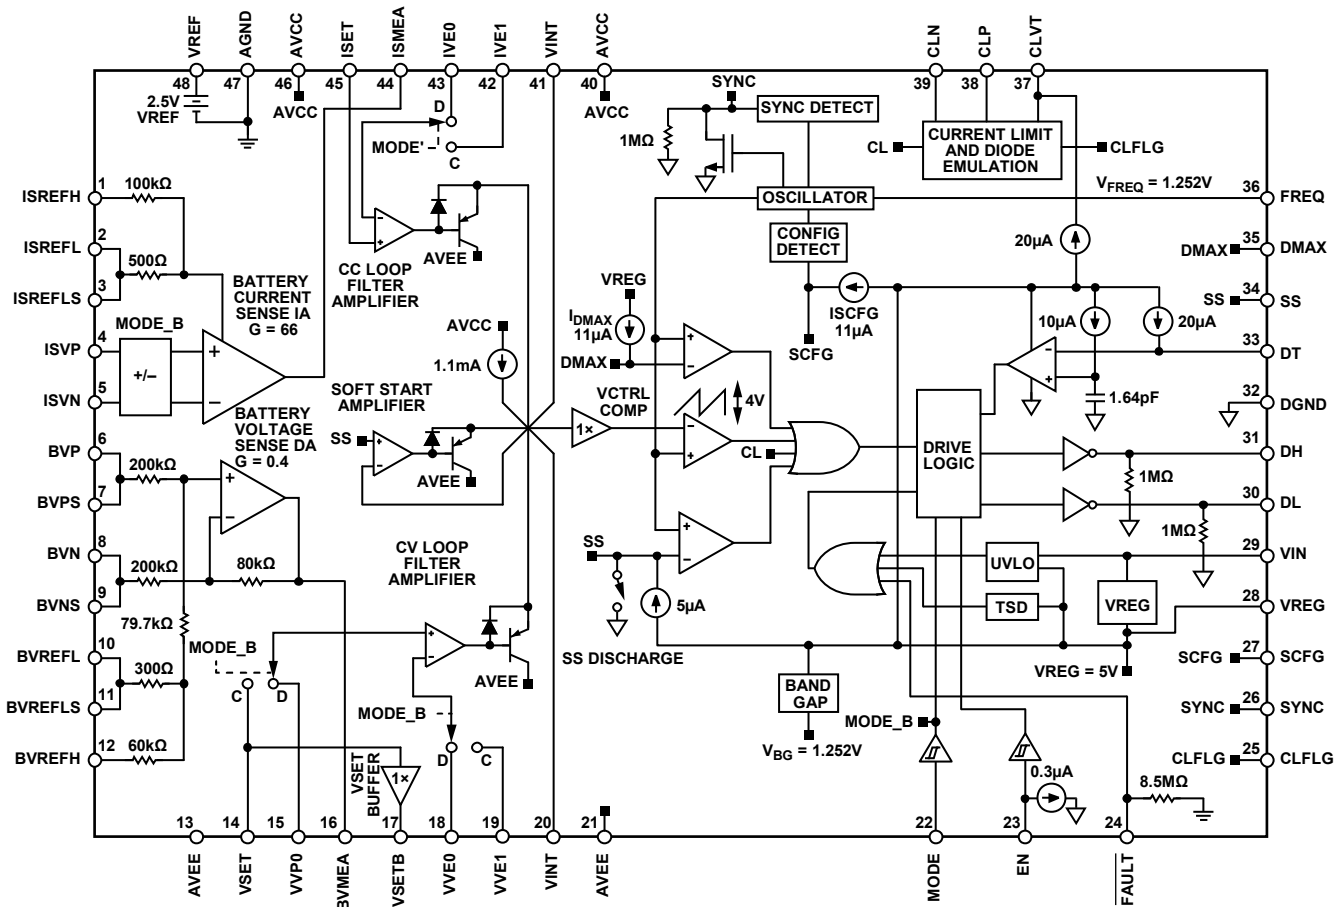 VREF
AGND
AVCC
ISET
ISMEA
IVE0
IVE1
VINT
AVCC
CLN
CLP
CLVT
48
47
46
45
44
43
42
41
40
39
38
37
2.5V
VREF
AVCC
D
MODE'
C
AVCC
SYNC
SYNC DETECT
1MΩ
OSCILLATOR
CONFIG
DETECT
CL
CURRENT LIMIT
AND DIODE
EMULATION
CLFLG
VFREQ = 1.252V
36
FREQ
20µA
35
DMAX
DMAX
34
SS
SS
33
DT
32
DGND
31
DH
30
DL
29
VIN
28
VREG
27
SCFG
SCFG
26
SYNC
SYNC
25
CLFLG
CLFLG
1
ISREFH
100kΩ
2
ISREFL
500Ω
3
ISREFLS
4
ISVP
5
ISVN
MODE_B
+/–
BATTERY
CURRENT
SENSE IA
G = 66
+
–
BATTERY
VOLTAGE
SENSE DA
G = 0.4
+
–
6
BVP
200kΩ
7
BVPS
8
BVN
200kΩ
80kΩ
9
BVNS
79.7kΩ
10
BVREFL
300Ω
11
BVREFLS
12
BVREFH
60kΩ
–
+
AVEE
CC LOOP
FILTER
AMPLIFIER
AVCC
1.1mA
SOFT START
AMPLIFIER
SS
+
–
AVEE
CV LOOP
FILTER
AMPLIFIER
+
–
AVEE
MODE_B
C
D
MODE_B
D
C
VSET
BUFFER
1×
1×
VCTRL
COMP
VREG
IDMAX
11µA
DMAX
+
–
4V
–
+
CL
+
–
SS
5µA
SS DISCHARGE
ISCFG
11µA
SCFG
10µA
20µA
–
+
1.64pF
DRIVE
LOGIC
1MΩ
1MΩ
UVLO
TSD
VREG
VREG = 5V
BAND
GAP
VBG = 1.252V
MODE_B
0.3µA
8.5MΩ
13
14
15
16
17
18
19
20
21
22
23
24
AVEE
VSET
VVP0
BVMEA
VSETB
VVE0
VVE1
VINT
AVEE
MODE
EN
FAULT